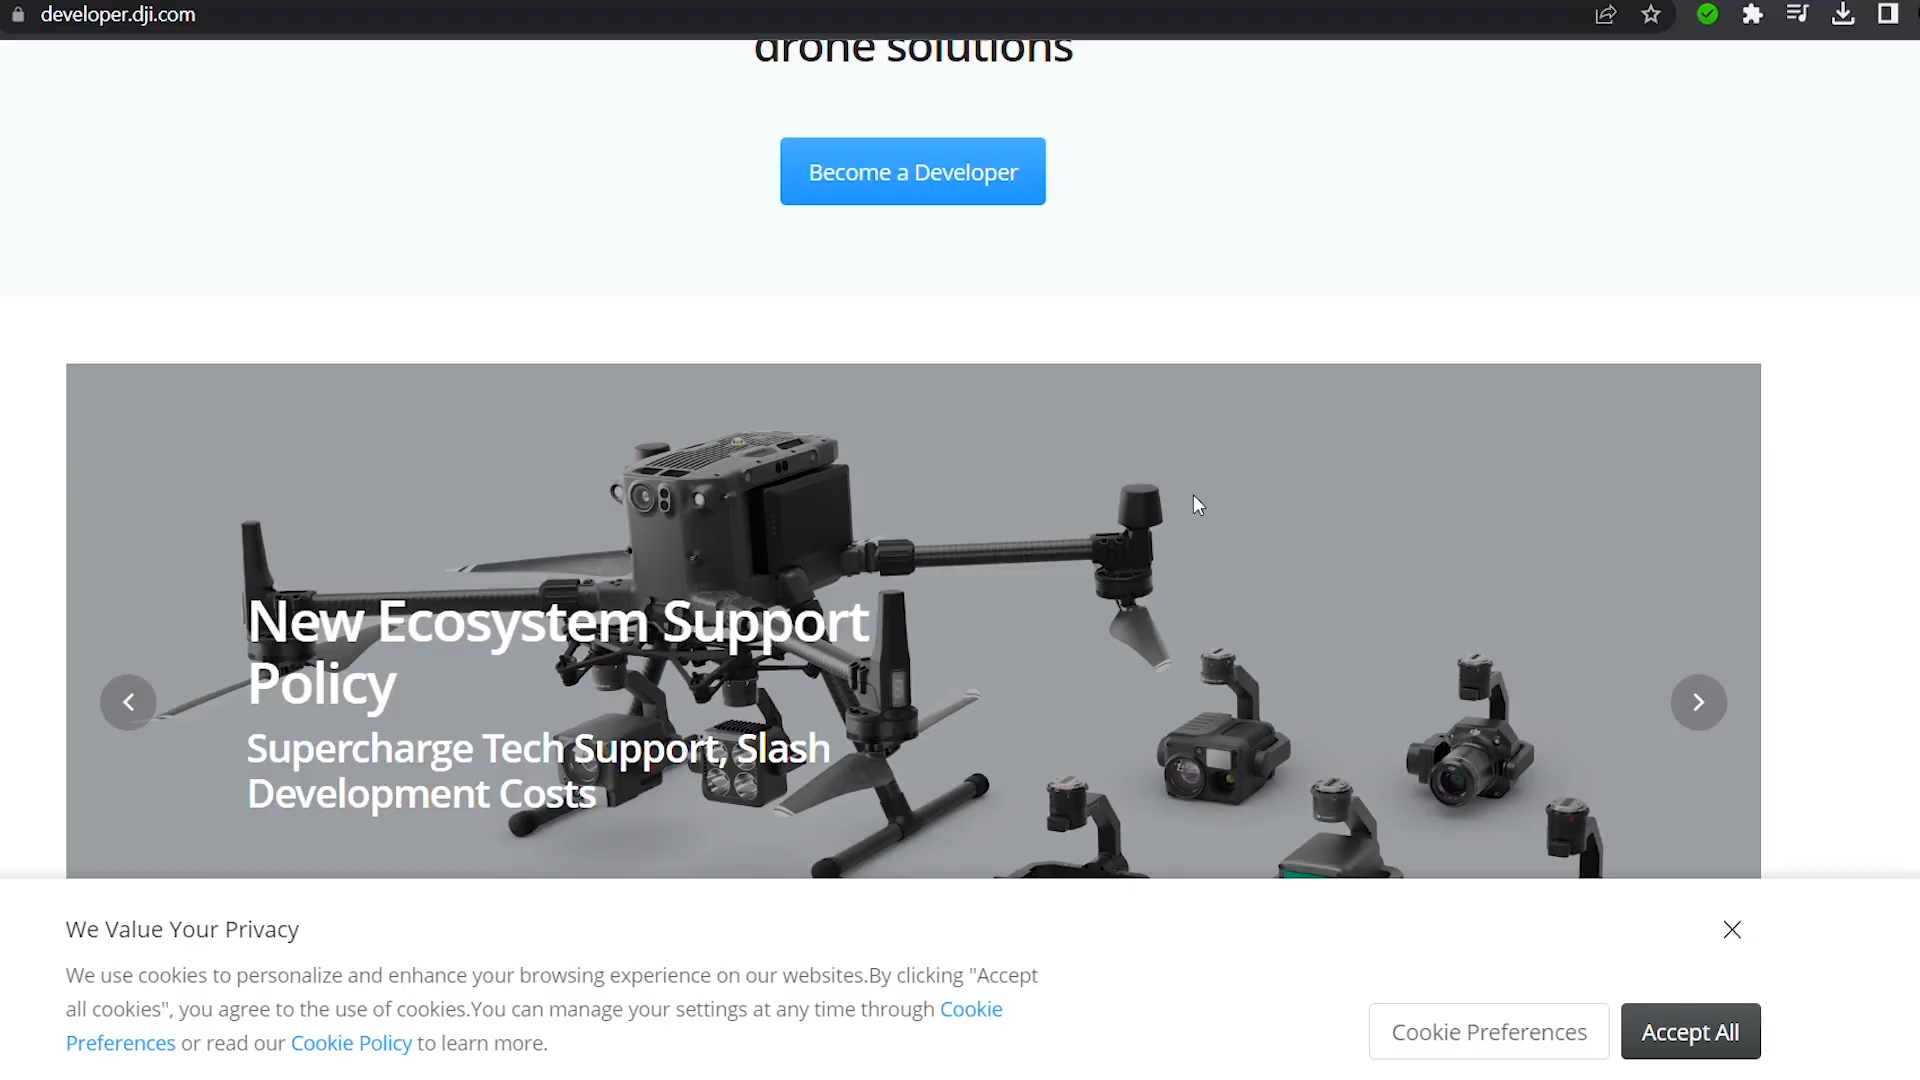 developer.dji.com
drone solutions
Become a Developer
New Ecosystem Support
Policy
Supercharge Tech Support, Slash
Development Costs
We Value Your Privacy
We use cookies to personalize and enhance your browsing experience on our websites.By clicking "Accept
all cookies", you agree to the use of cookies.You can manage your settings at any time through Cookie
Preferences or read our Cookie Policy to learn more.
Cookie Preferences
Accept All